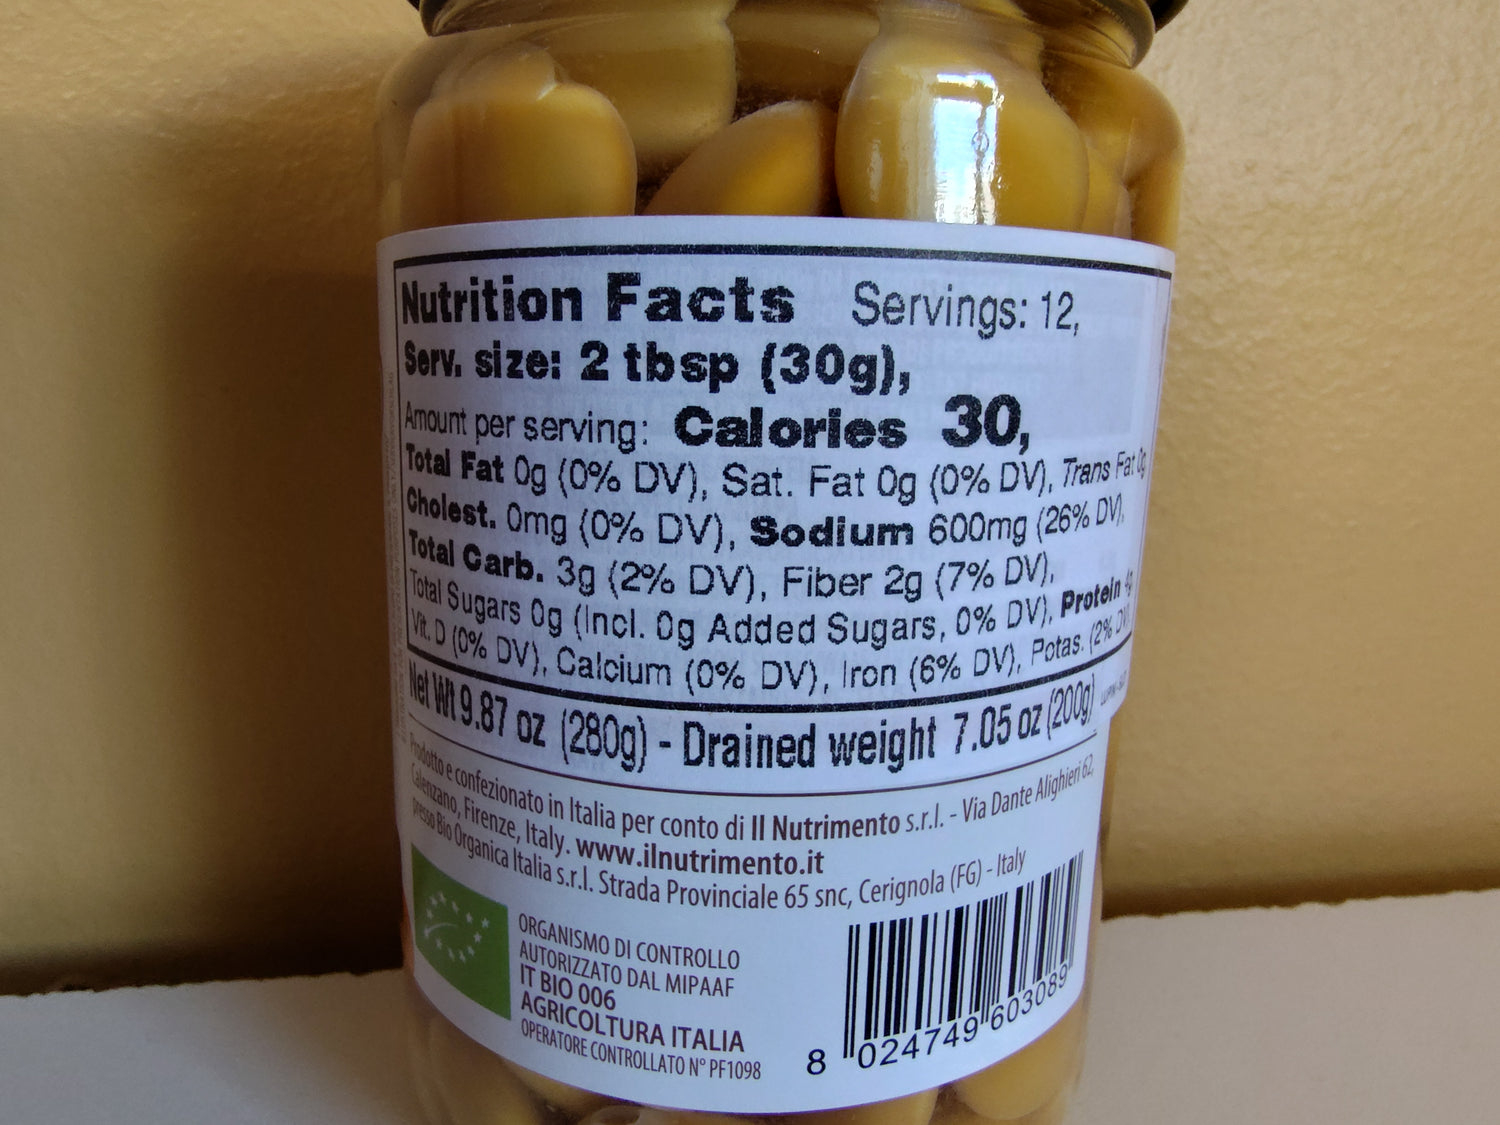 Nutrition Facts Servings: 12,
Serv. size: 2 tbsp (30g),
Amount per serving: Calories 30,
Total Fat 0g (0% DV), Sat. Fat 0g (0% DV), Trans Fat 0g
Cholest. 0mg (0% DV), Sodium 600mg (26% DV),
Total Carb. 3g (2% DV), Fiber 2g (7% DV),
Total Sugars 0g (Incl. 0g Added Sugars, 0% DV), Protein 4g
Vit. D (0% DV), Calcium (0% DV), Iron (6% DV), Potas. (2% DV).
Net Wt 9.87 oz (280g) - Drained weight 7.05 oz (200g)
Prodotto e confezionato in Italia per conto di Il Nutrimento s.r.l. - Via Dante Alighieri 62,
Calenzano, Firenze, Italy. www.ilnutrimento.it
presso Bio Organica Italia s.r.l. Strada Provinciale 65 snc, Cerignola (FG) - Italy
ORGANISMO DI CONTROLLO
AUTORIZZATO DAL MIPAAF
IT BIO 006
AGRICOLTURA ITALIA
OPERATORE CONTROLLATO N° PF1098
8 024749 603089